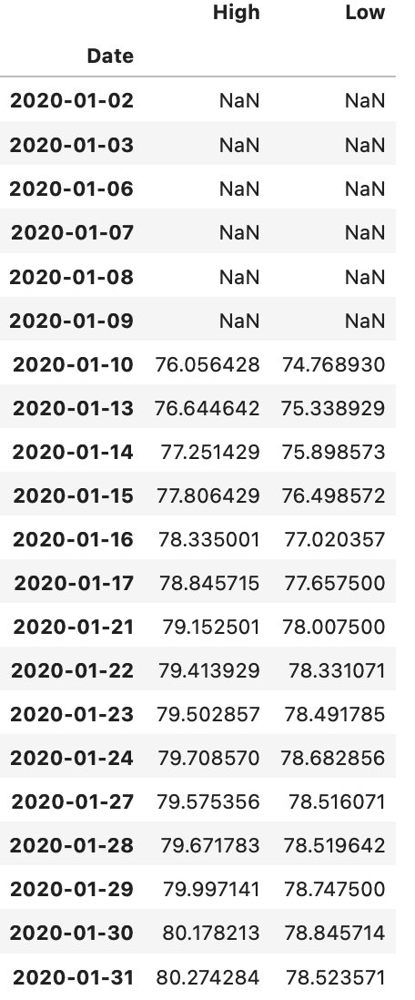 High Low
Date
2020-01-02 NaN NaN
2020-01-03 NaN NaN
2020-01-06 NaN NaN
2020-01-07 NaN NaN
2020-01-08 NaN NaN
2020-01-09 NaN NaN
2020-01-10 76.056428 74.768930
2020-01-13 76.644642 75.338929
2020-01-14 77.251429 75.898573
2020-01-15 77.806429 76.498572
2020-01-16 78.335001 77.020357
2020-01-17 78.845715 77.657500
2020-01-21 79.152501 78.007500
2020-01-22 79.413929 78.331071
2020-01-23 79.502857 78.491785
2020-01-24 79.708570 78.682856
2020-01-27 79.575356 78.516071
2020-01-28 79.671783 78.519642
2020-01-29 79.997141 78.747500
2020-01-30 80.178213 78.845714
2020-01-31 80.274284 78.523571